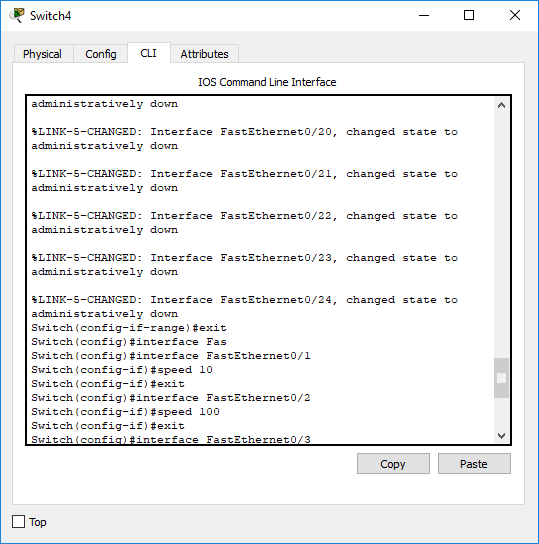 Switch4
Physical
Config
CLI
Attributes
IOS Command Line Interface
administratively down
%LINK-5-CHANGED: Interface FastEthernet0/20, changed state to
administratively down
%LINK-5-CHANGED: Interface FastEthernet0/21, changed state to
administratively down
%LINK-5-CHANGED: Interface FastEthernet0/22, changed state to
administratively down
%LINK-5-CHANGED: Interface FastEthernet0/23, changed state to
administratively down
%LINK-5-CHANGED: Interface FastEthernet0/24, changed state to
administratively down
Switch(config-if-range)#exit
Switch(config)#interface Fas
Switch(config)#interface FastEthernet0/1
Switch(config-if)#speed 10
Switch(config-if)#exit
Switch(config)#interface FastEthernet0/2
Switch(config-if)#speed 100
Switch(config-if)#exit
Switch(config)#interface FastEthernet0/3
Copy
Paste
Top